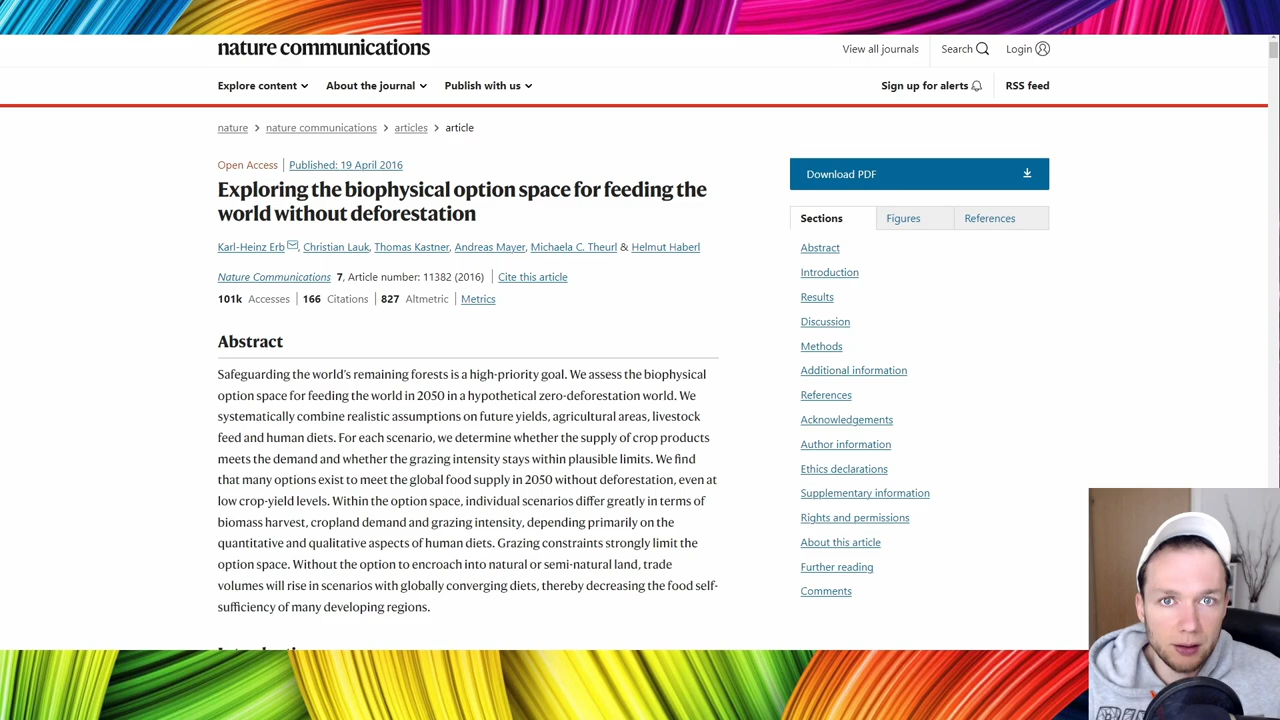 nature communications
View all journals
Search
Login
Explore content
About the journal
Publish with us
Sign up for alerts
RSS feed
nature > nature communications > articles > article
Open Access | Published: 19 April 2016
Exploring the biophysical option space for feeding the
world without deforestation
Karl-Heinz Erb, Christian Lauk, Thomas Kastner, Andreas Mayer, Michaela C. Theurl & Helmut Haberl
Nature Communications 7, Article number: 11382 (2016) | Cite this article
101k Accesses | 166 Citations | 827 Altmetric | Metrics
Abstract
Safeguarding the world's remaining forests is a high-priority goal. We assess the biophysical
option space for feeding the world in 2050 in a hypothetical zero-deforestation world. We
systematically combine realistic assumptions on future yields, agricultural areas, livestock
feed and human diets. For each scenario, we determine whether the supply of crop products
meets the demand and whether the grazing intensity stays within plausible limits. We find
that many options exist to meet the global food supply in 2050 without deforestation, even at
low crop-yield levels. Within the option space, individual scenarios differ greatly in terms of
biomass harvest, cropland demand and grazing intensity, depending primarily on the
quantitative and qualitative aspects of human diets. Grazing constraints strongly limit the
option space. Without the option to encroach into natural or semi-natural land, trade
volumes will rise in scenarios with globally converging diets, thereby decreasing the food self-
sufficiency of many developing regions.
Download PDF
Sections
Figures
References
Abstract
Introduction
Results
Discussion
Methods
Additional information
References
Acknowledgements
Author information
Ethics declarations
Supplementary information
Rights and permissions
About this article
Further reading
Comments